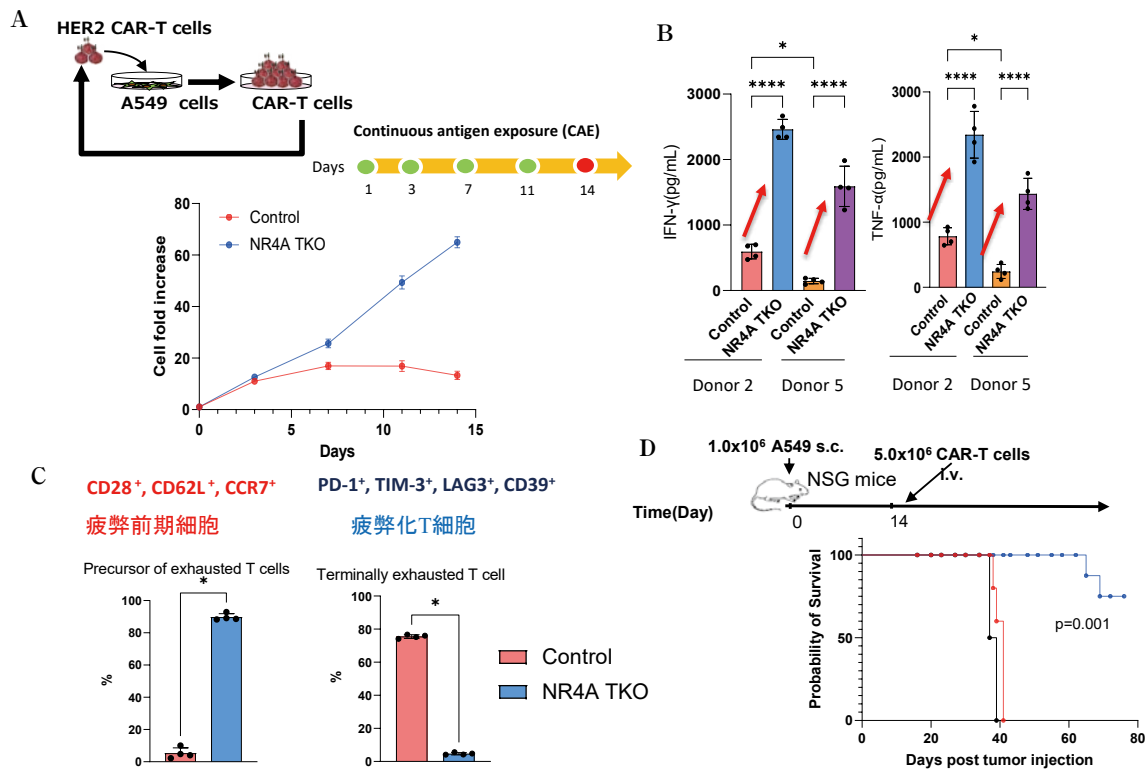 A
HER2 CAR-T cells
A549 cells
CAR-T cells
Continuous antigen exposure (CAE)
Days
1 3 7 11 14
Control
NR4A TKO
Cell fold increase
80
60
40
20
0
0 5 10 15
Days
B
*
**** ****
IFN-γ(pg/mL)
3000
2000
1000
0
Control
NR4A TKO
Control
NR4A TKO
Donor 2 Donor 5
*
**** ****
TNF-α(pg/mL)
3000
2000
1000
0
Control
NR4A TKO
Control
NR4A TKO
Donor 2 Donor 5
C
CD28⁺, CD62L⁺, CCR7⁺
疲弊前期細胞
Precursor of exhausted T cells
*
%
100
80
60
40
20
0
PD-1⁺, TIM-3⁺, LAG3⁺, CD39⁺
疲弊化T細胞
Terminally exhausted T cell
*
%
100
80
60
40
20
0
Control
NR4A TKO
D
1.0x10⁶ A549 s.c.
5.0x10⁶ CAR-T cells
i.v.
NSG mice
Time(Day)
0 14
Probability of Survival
100
50
0
p=0.001
0 20 40 60 80
Days post tumor injection